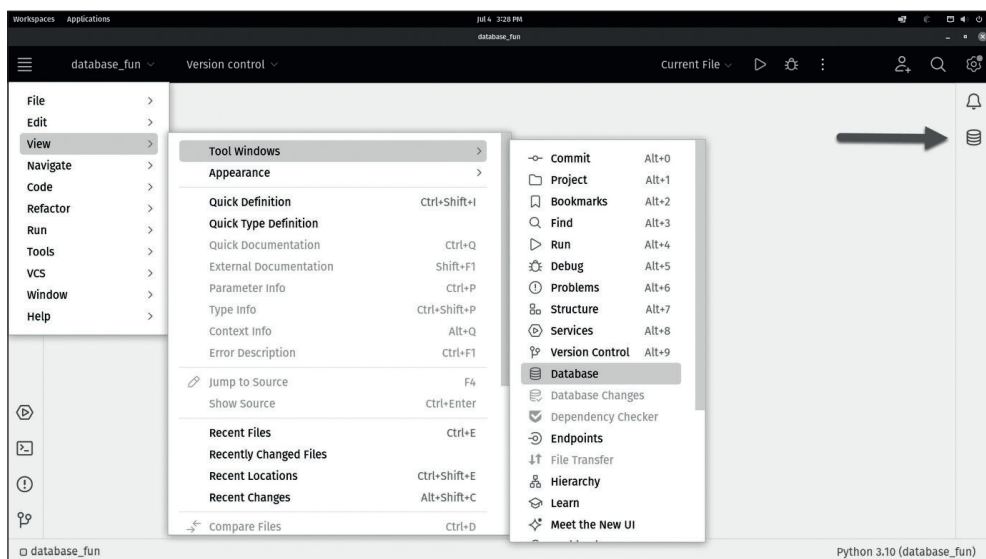 Workspaces Applications Jul 4 3:28 PM
database_fun
database_fun Version control Current File
File
Edit
View
Navigate
Code
Refactor
Run
Tools
VCS
Window
Help
Tool Windows
Appearance
Quick Definition Ctrl+Shift+I
Quick Type Definition
Quick Documentation Ctrl+Q
External Documentation Shift+F1
Parameter Info Ctrl+P
Type Info Ctrl+Shift+P
Context Info Alt+Q
Error Description Ctrl+F1
Jump to Source F4
Show Source Ctrl+Enter
Recent Files Ctrl+E
Recently Changed Files
Recent Locations Ctrl+Shift+E
Recent Changes Alt+Shift+C
Compare Files Ctrl+D
Commit Alt+0
Project Alt+1
Bookmarks Alt+2
Find Alt+3
Run Alt+4
Debug Alt+5
Problems Alt+6
Structure Alt+7
Services Alt+8
Version Control Alt+9
Database
Database Changes
Dependency Checker
Endpoints
File Transfer
Hierarchy
Learn
Meet the New UI
database_fun Python 3.10 (database_fun)